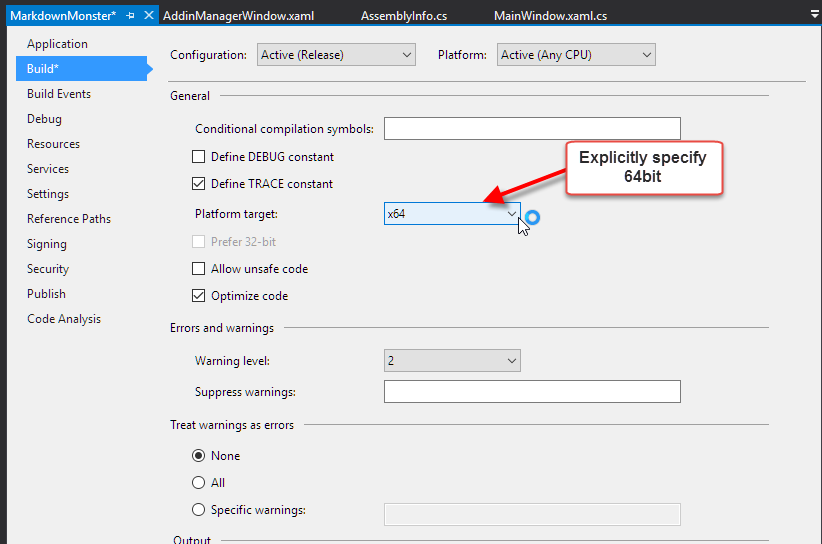 MarkdownMonster* AddinManagerWindow.xaml AssemblyInfo.cs MainWindow.xaml.cs
Application
Build*
Build Events
Debug
Resources
Services
Settings
Reference Paths
Signing
Security
Publish
Code Analysis
Configuration: Active (Release) Platform: Active (Any CPU)
General
Conditional compilation symbols:
Explicitly specify
64bit
Define DEBUG constant
Define TRACE constant
Platform target: x64
Prefer 32-bit
Allow unsafe code
Optimize code
Errors and warnings
Warning level: 2
Suppress warnings:
Treat warnings as errors
None
All
Specific warnings:
Output